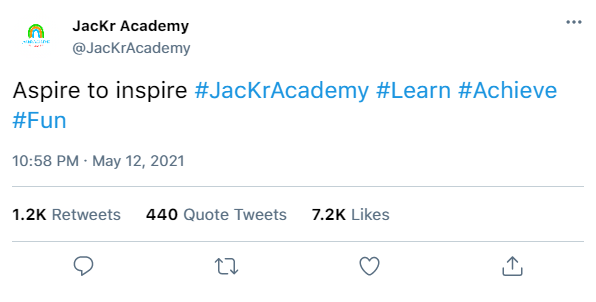 JacKr Academy
@JacKrAcademy
Aspire to inspire #JacKrAcademy #Learn #Achieve
#Fun
10:58 PM · May 12, 2021
1.2K Retweets 440 Quote Tweets 7.2K Likes